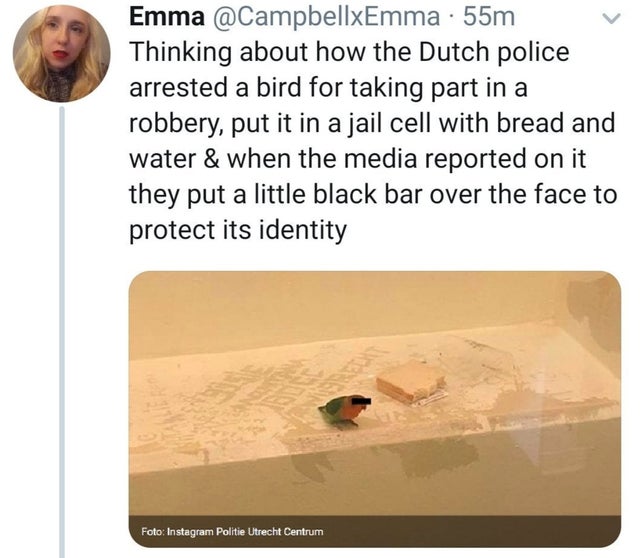 Emma @CampbellxEmma · 55m
Thinking about how the Dutch police
arrested a bird for taking part in a
robbery, put it in a jail cell with bread and
water & when the media reported on it
they put a little black bar over the face to
protect its identity
Foto: Instagram Politie Utrecht Centrum